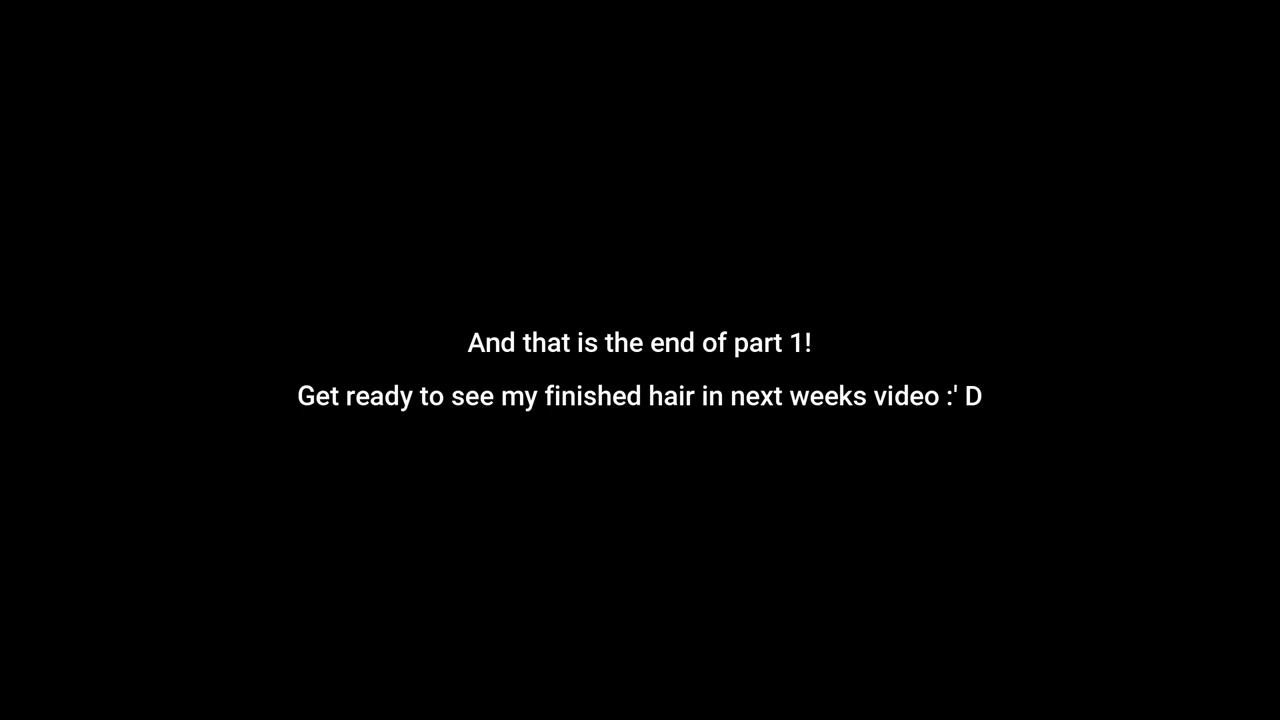 And that is the end of part 1!
Get ready to see my finished hair in next weeks video :' D